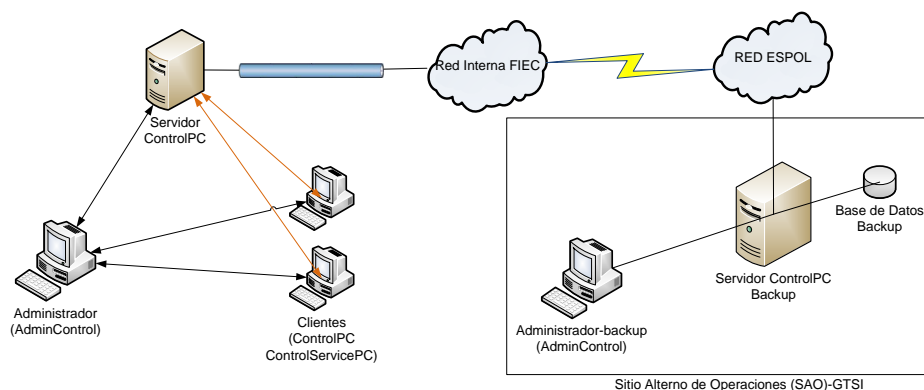 Red Interna FIEC
RED ESPOL
Servidor
ControlPC
Base de Datos
Backup
Servidor ControlPC
Backup
Administrador
(AdminControl)
Clientes
(ControlPC
ControlServicePC)
Administrador-backup
(AdminControl)
Sitio Alterno de Operaciones (SAO)-GTSI